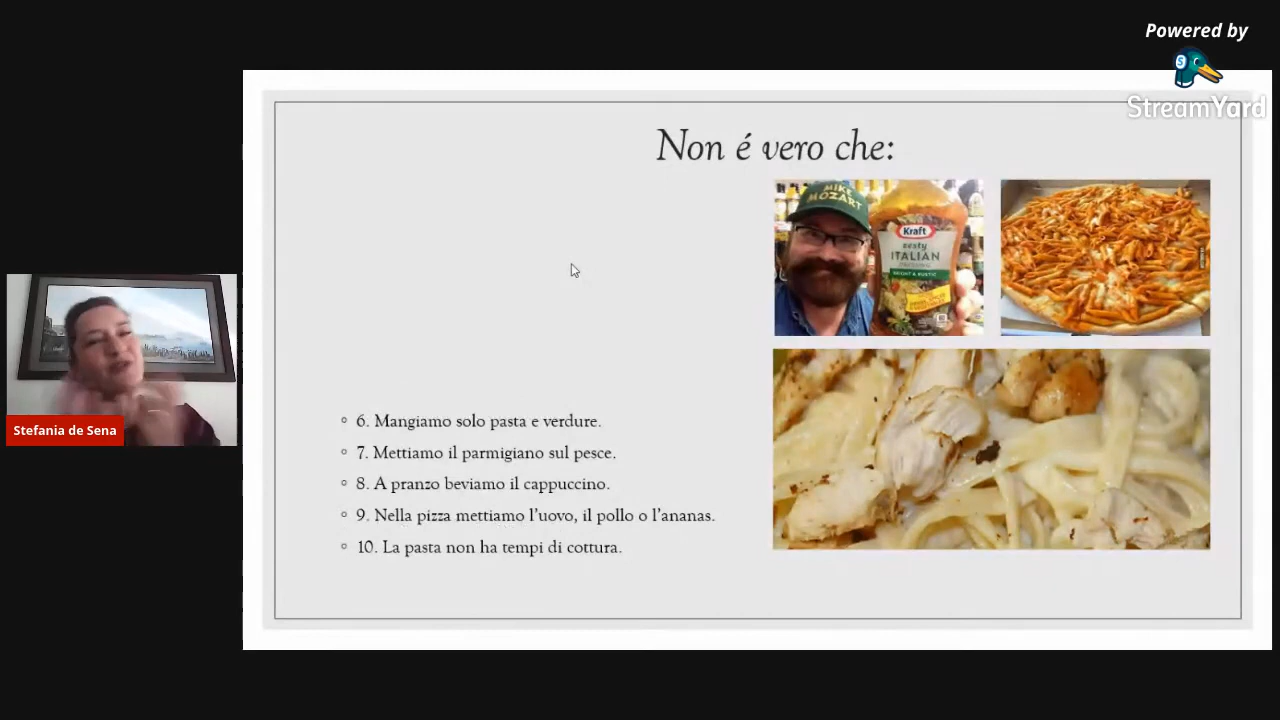 Powered by
StreamYard
Non é vero che:
MIKE
MOZART
Kraft
zesty
ITALIAN
Stefania de Sena
6. Mangiamo solo pasta e verdure.
7. Mettiamo il parmigiano sul pesce.
8. A pranzo beviamo il cappuccino.
9. Nella pizza mettiamo l'uovo, il pollo o l'ananas.
10. La pasta non ha tempi di cottura.